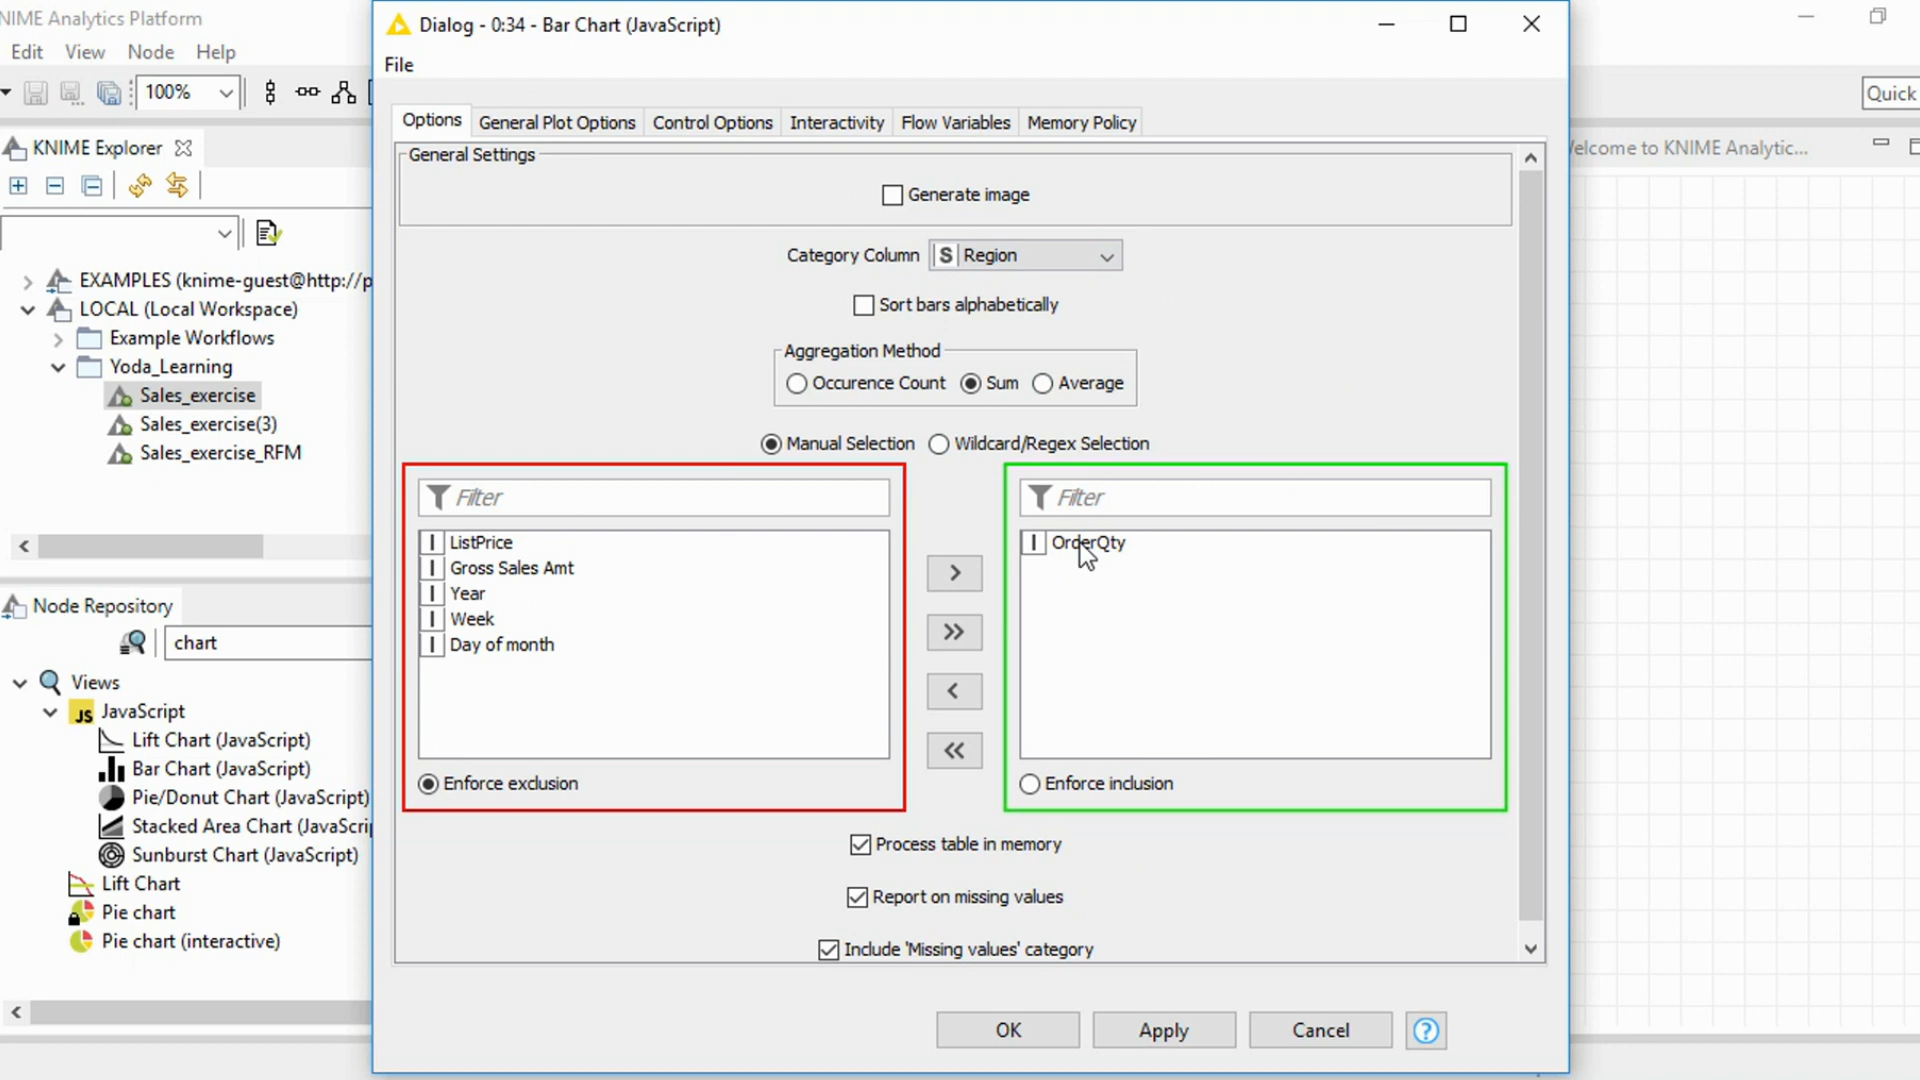 NIME Analytics Platform
Edit View Node Help
100%
Quick
KNIME Explorer
EXAMPLES (knime-guest@http://p
LOCAL (Local Workspace)
Example Workflows
Yoda_Learning
Sales_exercise
Sales_exercise(3)
Sales_exercise_RFM
Node Repository
chart
Views
JS JavaScript
Lift Chart (JavaScript)
Bar Chart (JavaScript)
Pie/Donut Chart (JavaScript)
Stacked Area Chart (JavaScri
Sunburst Chart (JavaScript)
Lift Chart
Pie chart
Pie chart (interactive)
Dialog - 0:34 - Bar Chart (JavaScript)
File
Options General Plot Options Control Options Interactivity Flow Variables Memory Policy
General Settings
Generate image
Category Column S Region
Sort bars alphabetically
Aggregation Method
Occurence Count Sum Average
Manual Selection Wildcard/Regex Selection
Filter
I ListPrice
I Gross Sales Amt
I Year
I Week
I Day of month
Enforce exclusion
>
>>
<
<<
Filter
I OrderQty
Enforce inclusion
Process table in memory
Report on missing values
Include 'Missing values' category
OK Apply Cancel ?
elcome to KNIME Analytic...